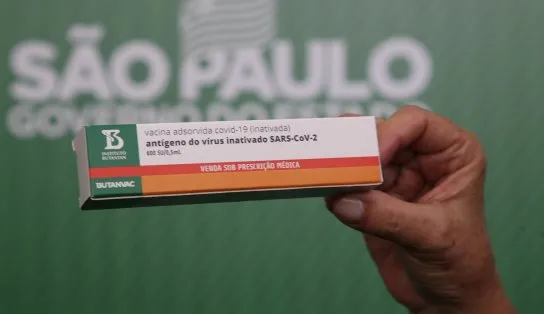 SÃO PAULO
GOVERNO DO ESTADO
B
INSTITUTO
BUTANTAN
vacina adsorvida covid-19 (inativada)
antígeno do vírus inativado SARS-CoV-2
600 SU/0,5mL
VENDA SOB PRESCRIÇÃO MÉDICA
BUTANVAC